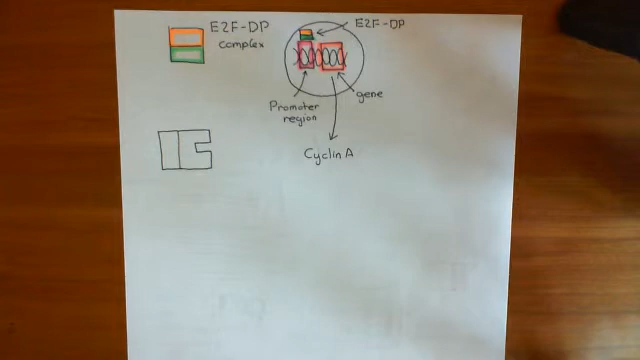 E2F-DP
complex
E2F-DP
Promoter
region
gene
Cyclin A